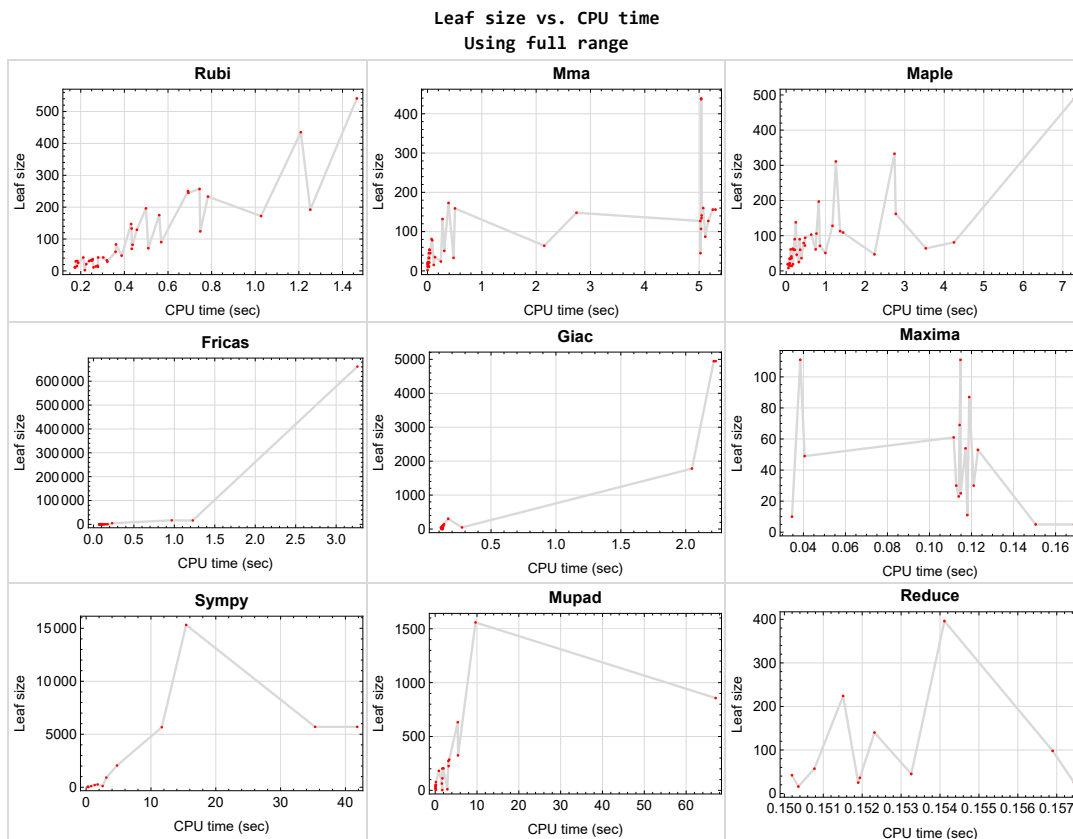 Leaf size vs. CPU time
Using full range
Rubi
Mma
Maple
Leaf size
500
400
300
200
100
0
0.2 0.4 0.6 0.8 1.0 1.2 1.4
CPU time (sec)
Leaf size
400
300
200
100
0
0 1 2 3 4 5
CPU time (sec)
Leaf size
500
400
300
200
100
0
0 1 2 3 4 5 6 7
CPU time (sec)
Fricas
Giac
Maxima
Leaf size
600 000
500 000
400 000
300 000
200 000
100 000
0
0.0 0.5 1.0 1.5 2.0 2.5 3.0
CPU time (sec)
Leaf size
5000
4000
3000
2000
1000
0
0.5 1.0 1.5 2.0
CPU time (sec)
Leaf size
100
80
60
40
20
0
0.04 0.06 0.08 0.10 0.12 0.14 0.16
CPU time (sec)
Sympy
Mupad
Reduce
Leaf size
15 000
10 000
5000
0
0 10 20 30 40
CPU time (sec)
Leaf size
1500
1000
500
0
0 10 20 30 40 50 60
CPU time (sec)
Leaf size
400
300
200
100
0
0.150 0.151 0.152 0.153 0.154 0.155 0.156 0.157
CPU time (sec)